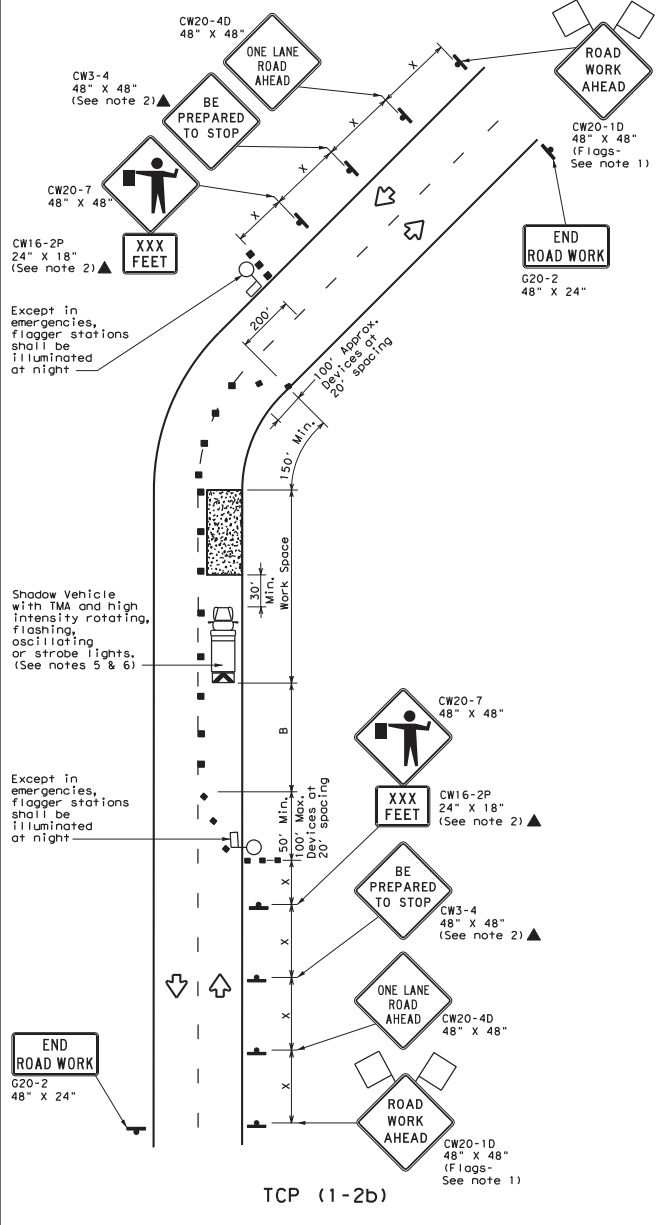 CW20-4D
48" X 48"
ONE LANE
ROAD
AHEAD
X
ROAD
WORK
AHEAD
CW3-4
48" X 48"
(See note 2)▲
BE
PREPARED
TO STOP
X
CW20-1D
48" X 48"
(Flags-
See note 1)
CW20-7
48" X 48"
X
X
XXX
FEET
CW16-2P
24" X 18"
(See note 2)▲
END
ROAD WORK
G20-2
48" X 24"
Except in
emergencies,
flagger stations
shall be
illuminated
at night
200'
100' Approx.
Devices at
20' spacing
150' Min.
Work Space
30'
Min.
Shadow Vehicle
with TMA and high
intensity rotating,
flashing,
oscillating
or strobe lights.
(See notes 5 & 6)
B
CW20-7
48" X 48"
Except in
emergencies,
flagger stations
shall be
illuminated
at night
50' Min.
100' Max.
Devices at
20' spacing
XXX
FEET
CW16-2P
24" X 18"
(See note 2)▲
X
BE
PREPARED
TO STOP
CW3-4
48" X 48"
(See note 2)▲
X
X
ONE LANE
ROAD
AHEAD
CW20-4D
48" X 48"
X
END
ROAD WORK
G20-2
48" X 24"
ROAD
WORK
AHEAD
CW20-1D
48" X 48"
(Flags-
See note 1)
TCP (1-2b)